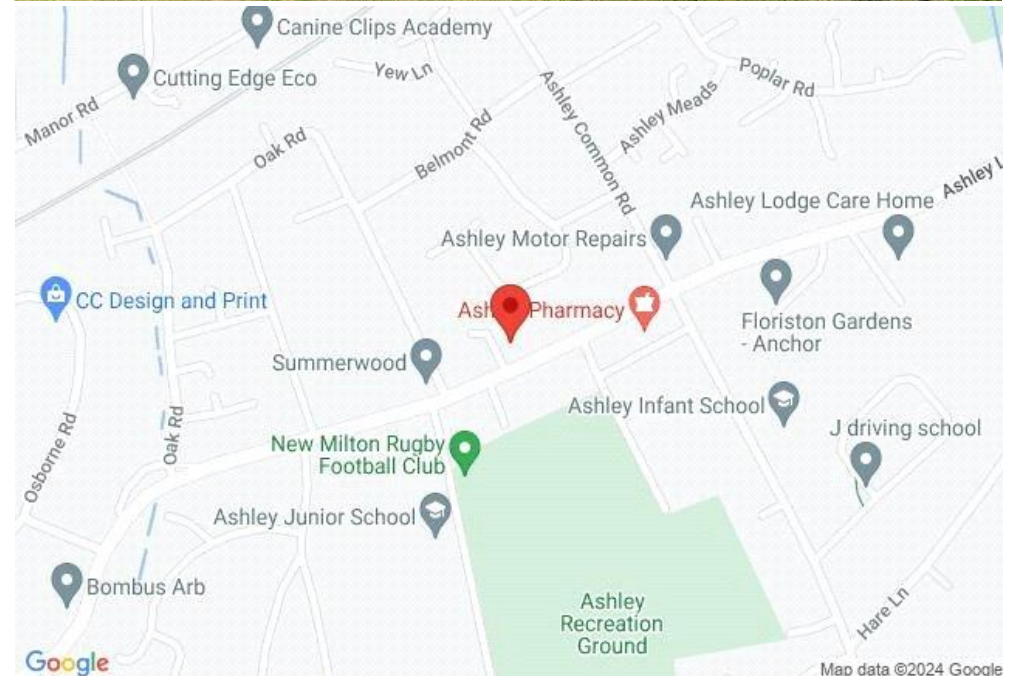 Canine Clips Academy
Cutting Edge Eco
Yew Ln
Poplar Rd
Manor Rd
Ashley Common Rd
Ashley Meads
Oak Rd
Belmont Rd
Ashley L
Ashley Lodge Care Home
Ashley Motor Repairs
CC Design and Print
Ash Pharmacy
Floriston Gardens
- Anchor
Summerwood
Ashley Infant School
Osborne Rd
Oak Rd
New Milton Rugby
Football Club
J driving school
Ashley Junior School
Bombus Arb
Ashley
Recreation
Ground
Hare Ln
Google
Map data ©2024 Google